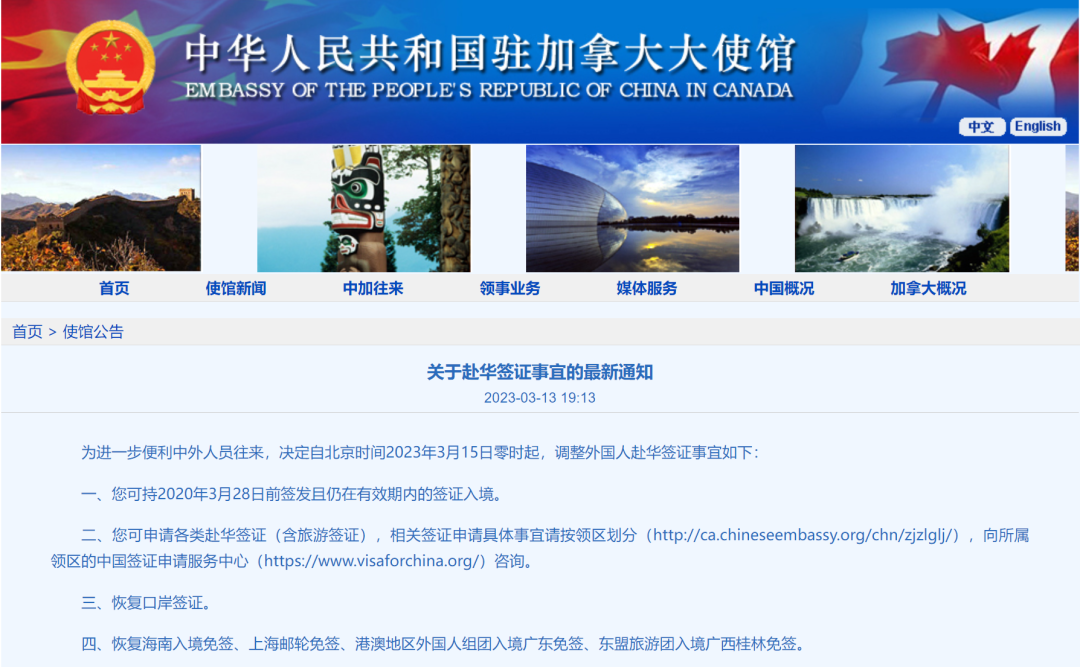 中华人民共和国驻加拿大大使馆
EMBASSY OF THE PEOPLE'S REPUBLIC OF CHINA IN CANADA
中文 English
首页 使馆新闻 中加往来 领事业务 媒体服务 中国概况 加拿大概况
首页 > 使馆公告
关于赴华签证事宜的最新通知
2023-03-13 19:13
为进一步便利中外人员往来，决定自北京时间2023年3月15日零时起，调整外国人赴华签证事宜如下：
一、您可持2020年3月28日前签发且仍在有效期内的签证入境。
二、您可申请各类赴华签证（含旅游签证），相关签证申请具体事宜请按领区划分（http://ca.chineseembassy.org/chn/zjzlglj/），向所属
领区的中国签证申请服务中心（https://www.visaforchina.org/）咨询。
三、恢复口岸签证。
四、恢复海南入境免签、上海邮轮免签、港澳地区外国人组团入境广东免签、东盟旅游团入境广西桂林免签。